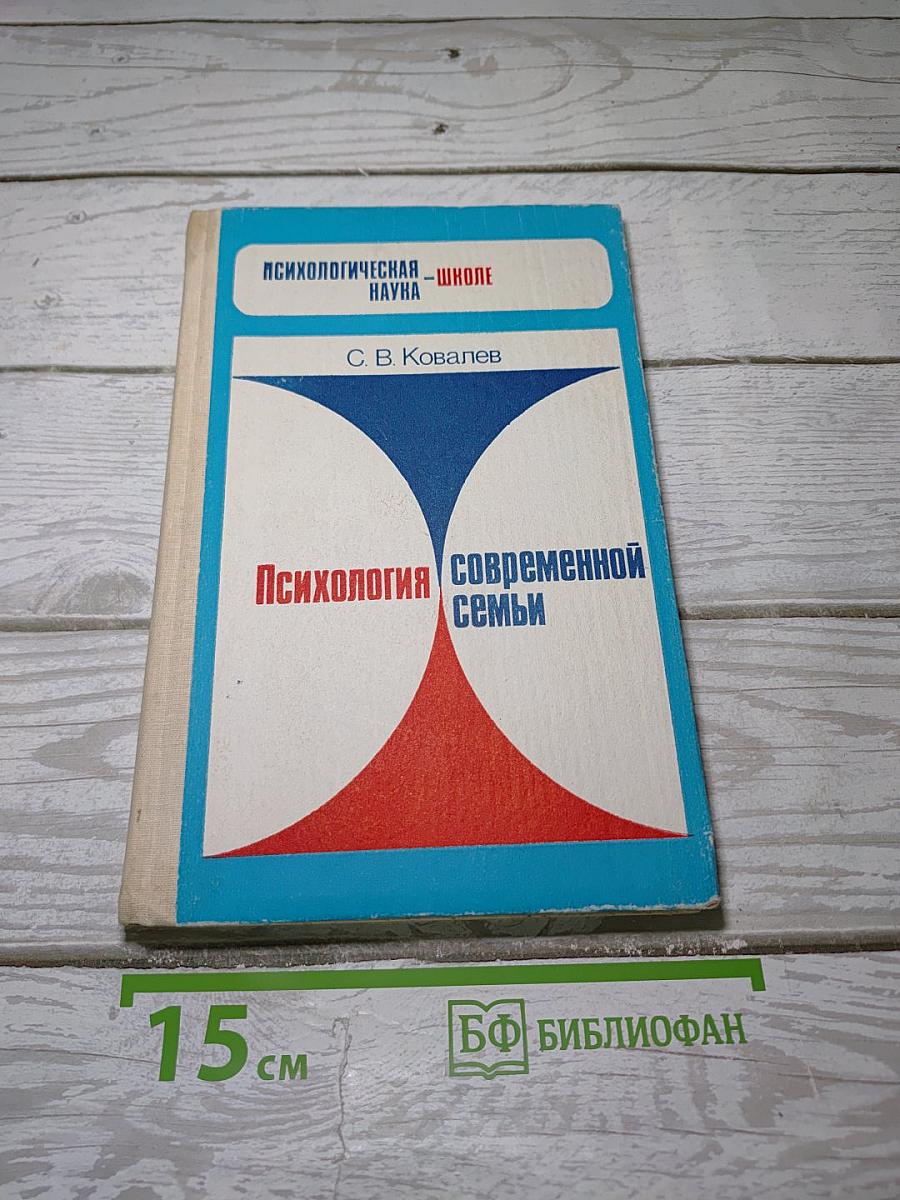 ПСИХОЛОГИЧЕСКАЯ
НАУКА – ШКОЛЕ
С. В. Ковалев
Психология современной
семьи
15 см
БФ БИБЛИОФАН